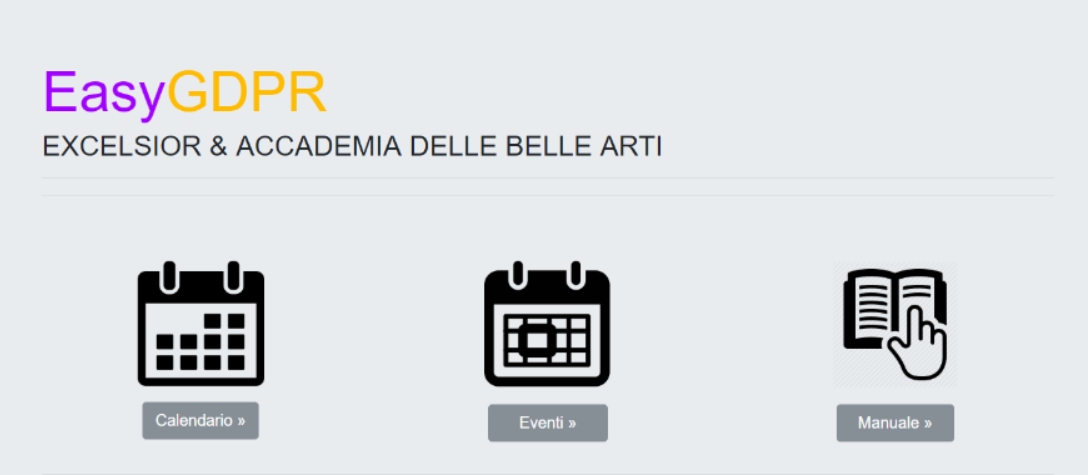 EasyGDPR
EXCELSIOR & ACCADEMIA DELLE BELLE ARTI
Calendario »
Eventi »
Manuale »